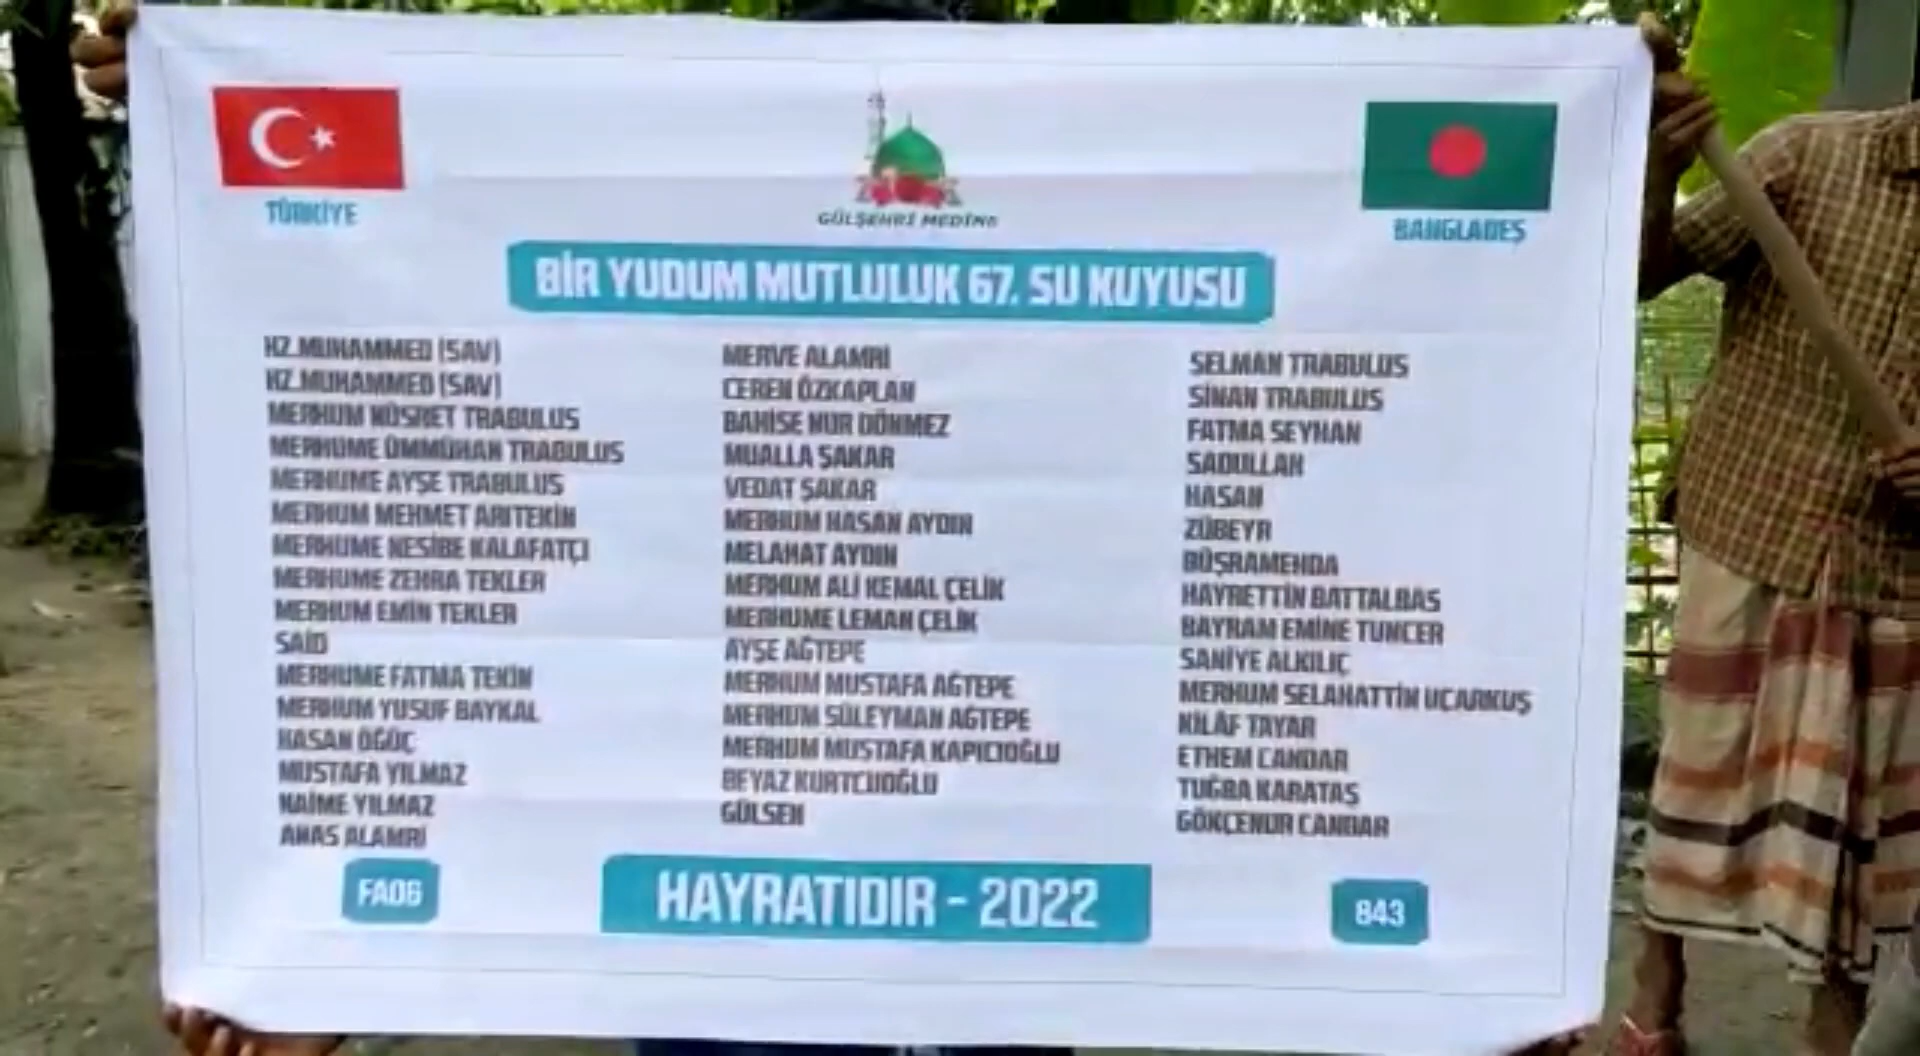 TÜRKİYE
GÜLŞEHRİ MEDİNE
BANGLADEŞ
BİR YUDUM MUTLULUK 67. SU KUYUSU
HZ.MUHAMMED (SAV)
HZ.MUHAMMED (SAV)
MERHUM NUSRET TRABULUS
MERHUME ÜMMÜHAN TRABULUS
MERHUME AYŞE TRABULUS
MERHUM MEHMET ARITEKİN
MERHUME NESİBE KALAFATÇI
MERHUME ZEHRA TEKLER
MERHUM EMİN TEKLER
SAİD
MERHUME FATMA TEKİN
MERHUM YUSUF BAYKAL
HASAN ÖĞÜÇ
MUSTAFA YILMAZ
NAİME YILMAZ
ANAS ALAMRİ
MERVE ALAMRİ
CEREN ÖZKAPLAN
BAHİSE NUR DÖNMEZ
MUALLA ŞAKAR
VEDAT ŞAKAR
MERHUM HASAN AYDIN
MELAHAT AYDIN
MERHUM ALİ KEMAL ÇELİK
MERHUME LEMAN ÇELİK
AYŞE AĞTEPE
MERHUM MUSTAFA AĞTEPE
MERHUM SÜLEYMAN AĞTEPE
MERHUM MUSTAFA KAPICIOĞLU
BEYAZ KURTCUOĞLU
GÜLSEN
SELMAN TRABULUS
SİNAN TRABULUS
FATMA SEYHAN
SADULLAH
HASAN
ZÜBEYR
BÜŞRAMENDA
HAYRETTİN BATTALBAŞ
BAYRAM EMİNE TUNCER
SANİYE ALKILIÇ
MERHUM SELAHATTİN UÇARKUŞ
KILAF TAYAR
ETHEM CANDAR
TUĞBA KARATAŞ
GÖKÇENUR CANDAR
FA06
HAYRATIDIR - 2022
843